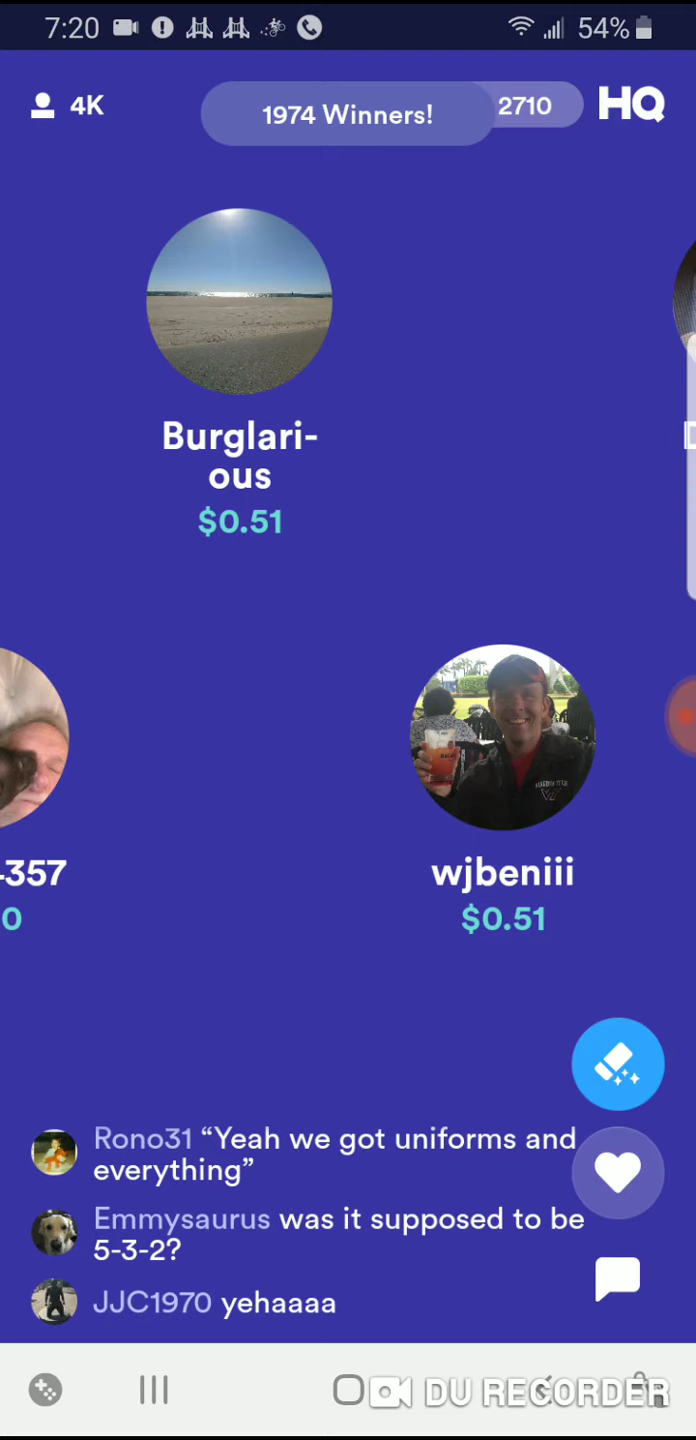 7:20
54%
4K
1974 Winners!
2710
HQ
Burglari-
ous
$0.51
357
0
wjbeniii
$0.51
Rono31 “Yeah we got uniforms and
everything”
Emmysaurus was it supposed to be
5-3-2?
JJC1970 yehaaaa
DU RECORDER